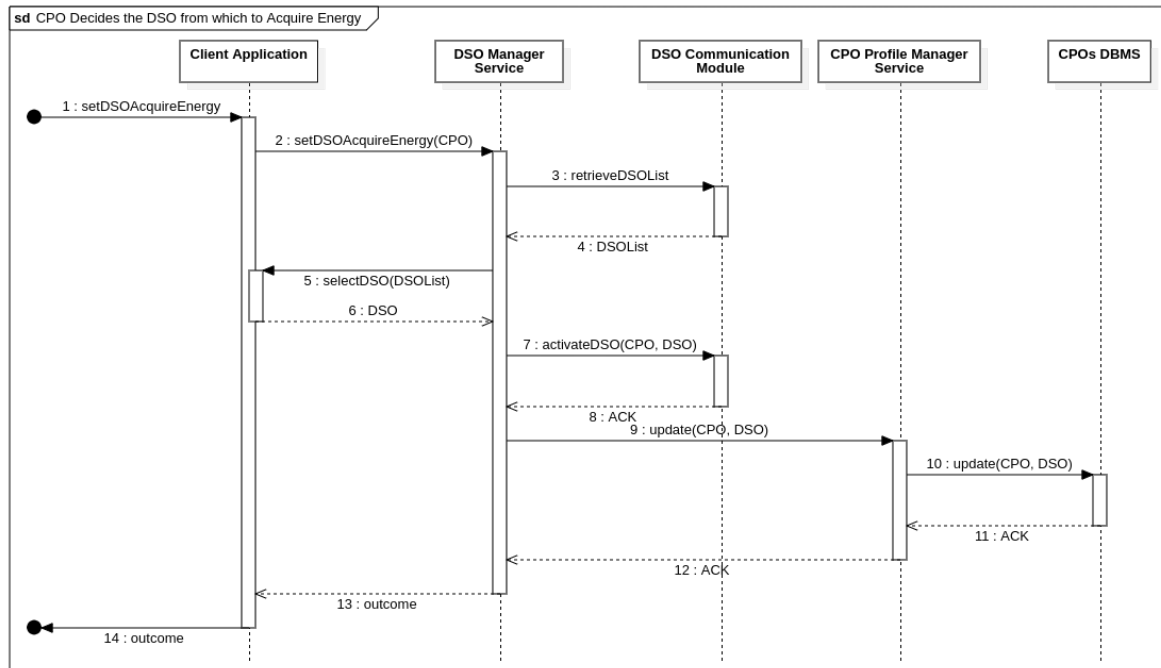 sd CPO Decides the DSO from which to Acquire Energy
Client Application
DSO Manager
Service
DSO Communication
Module
CPO Profile Manager
Service
CPOs DBMS
1 : setDSOAcquireEnergy
2 : setDSOAcquireEnergy(CPO)
3 : retrieveDSOList
4 : DSOList
5 : selectDSO(DSOList)
6 : DSO
7 : activateDSO(CPO, DSO)
8 : ACK
9 : update(CPO, DSO)
10 : update(CPO, DSO)
11 : ACK
12 : ACK
13 : outcome
14 : outcome